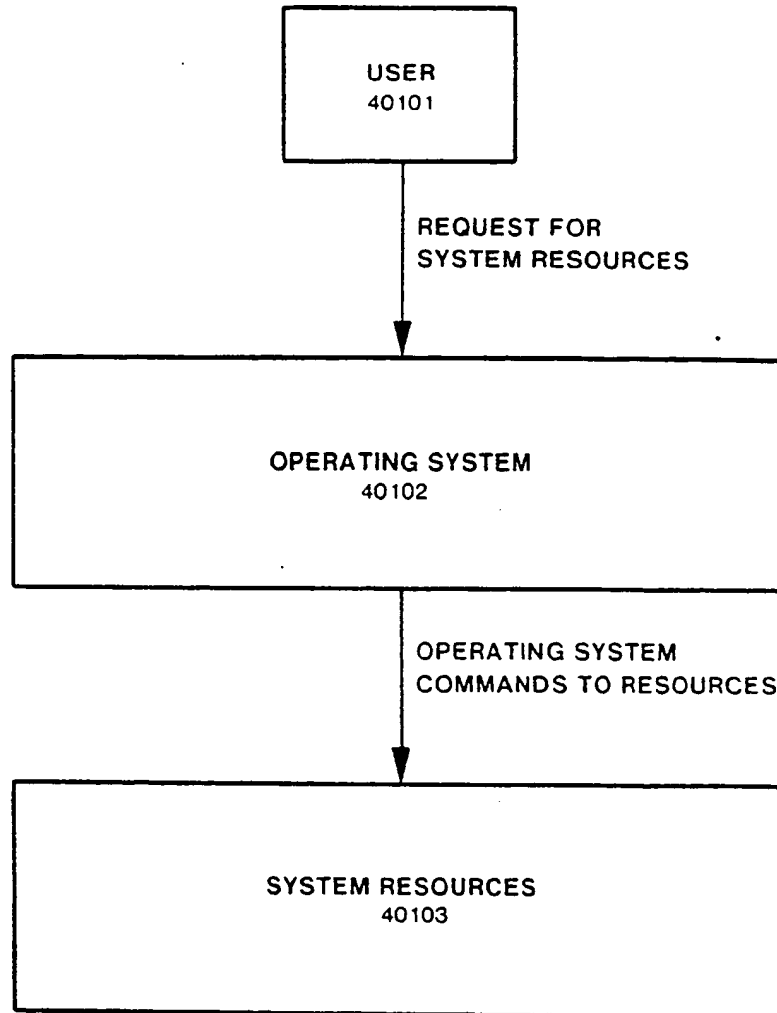 USER
40101
REQUEST FOR
SYSTEM RESOURCES
OPERATING SYSTEM
40102
OPERATING SYSTEM
COMMANDS TO RESOURCES
SYSTEM RESOURCES
40103